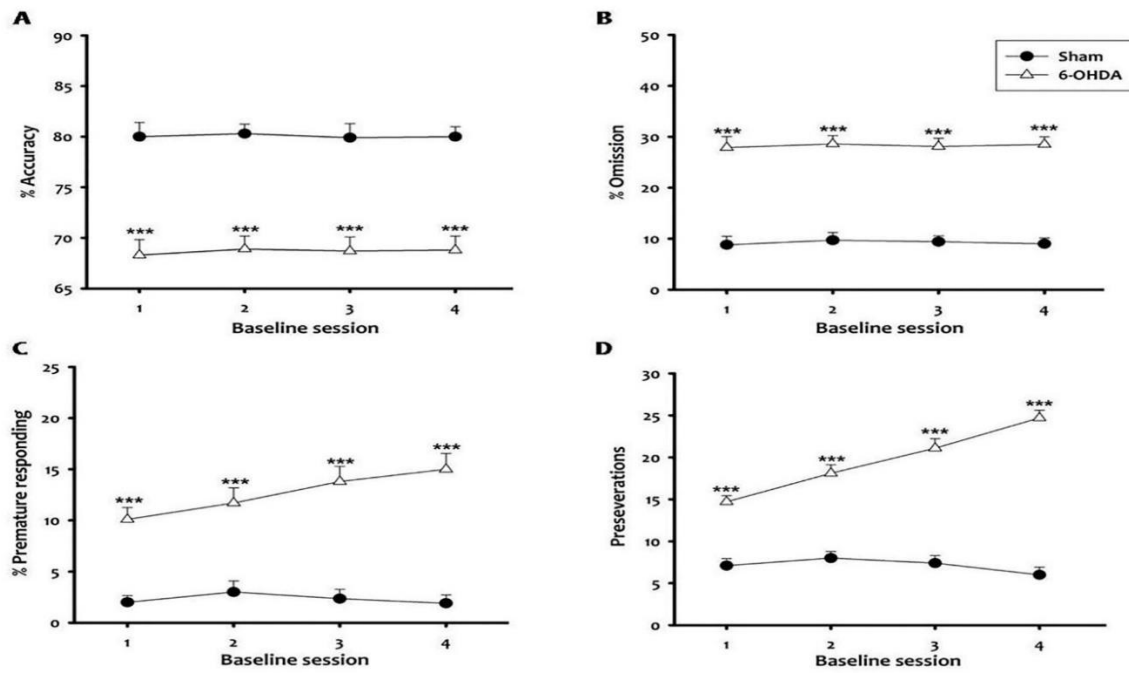 A
90
85
80
75
70
65
% Accuracy
*** *** *** ***
1 2 3 4
Baseline session
B
50
40
30
20
10
0
% Omission
Sham
6-OHDA
*** *** *** ***
1 2 3 4
Baseline session
C
25
20
15
10
5
0
% Premature responding
*** *** *** ***
1 2 3 4
Baseline session
D
30
25
20
15
10
5
0
Preseverations
*** *** *** ***
1 2 3 4
Baseline session